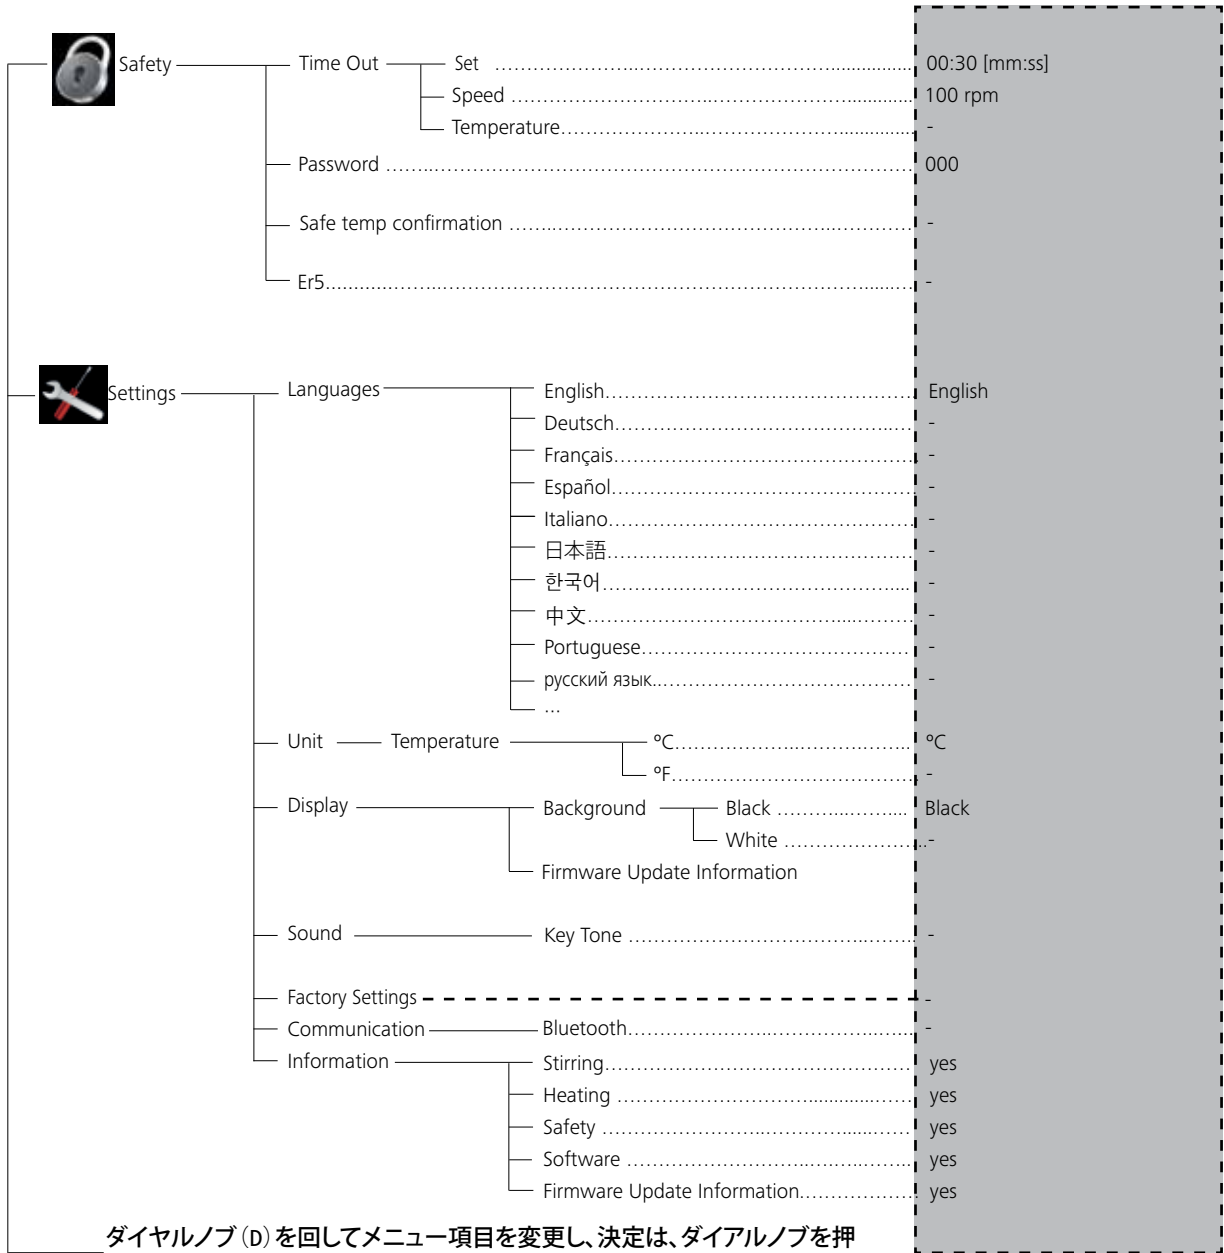 Safety Time Out Set ........ 00:30 [mm:ss]
Speed ........ 100 rpm
Temperature........ -
Password ........ 000
Safe temp confirmation ........ -
Er5........ -
Settings Languages English........ English
Deutsch........ -
Français........ -
Español........ -
Italiano........ -
日本語........ -
한국어........ -
中文........ -
Portuguese........ -
русский язык........ -
...
Unit Temperature °C........ °C
°F........ -
Display Background Black ........ Black
White ........ -
Firmware Update Information
Sound Key Tone ........ -
Factory Settings -
Communication Bluetooth........ -
Information Stirring........ yes
Heating ........ yes
Safety ........ yes
Software ........ yes
Firmware Update Information........ yes
ダイヤルノブ(D)を回してメニュー項目を変更し、決定は、ダイアルノブを押